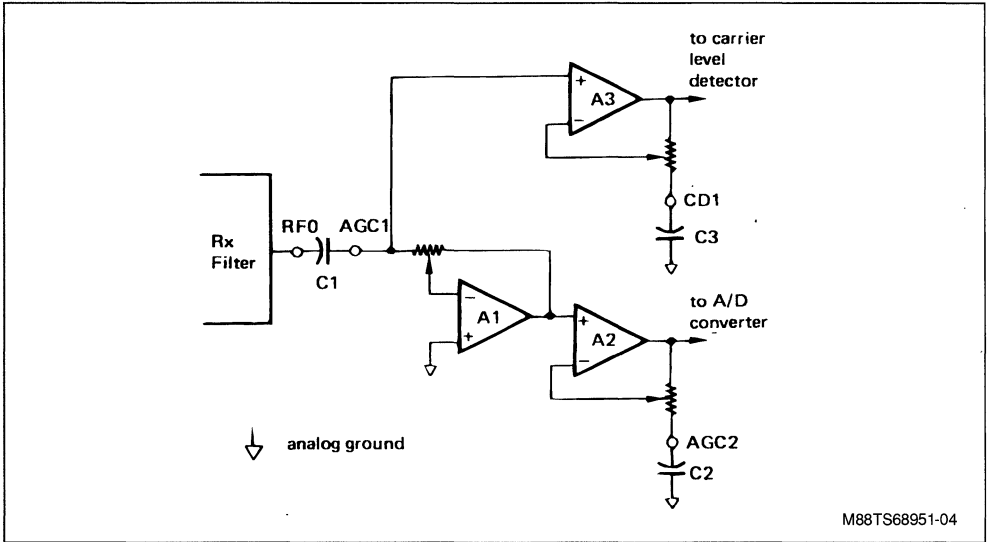 to carrier
level
detector
+
A3
−
CD1
C3
RF0
AGC1
Rx
Filter
C1
−
A1
+
to A/D
converter
+
A2
−
AGC2
C2
analog ground
M88TS68951-04